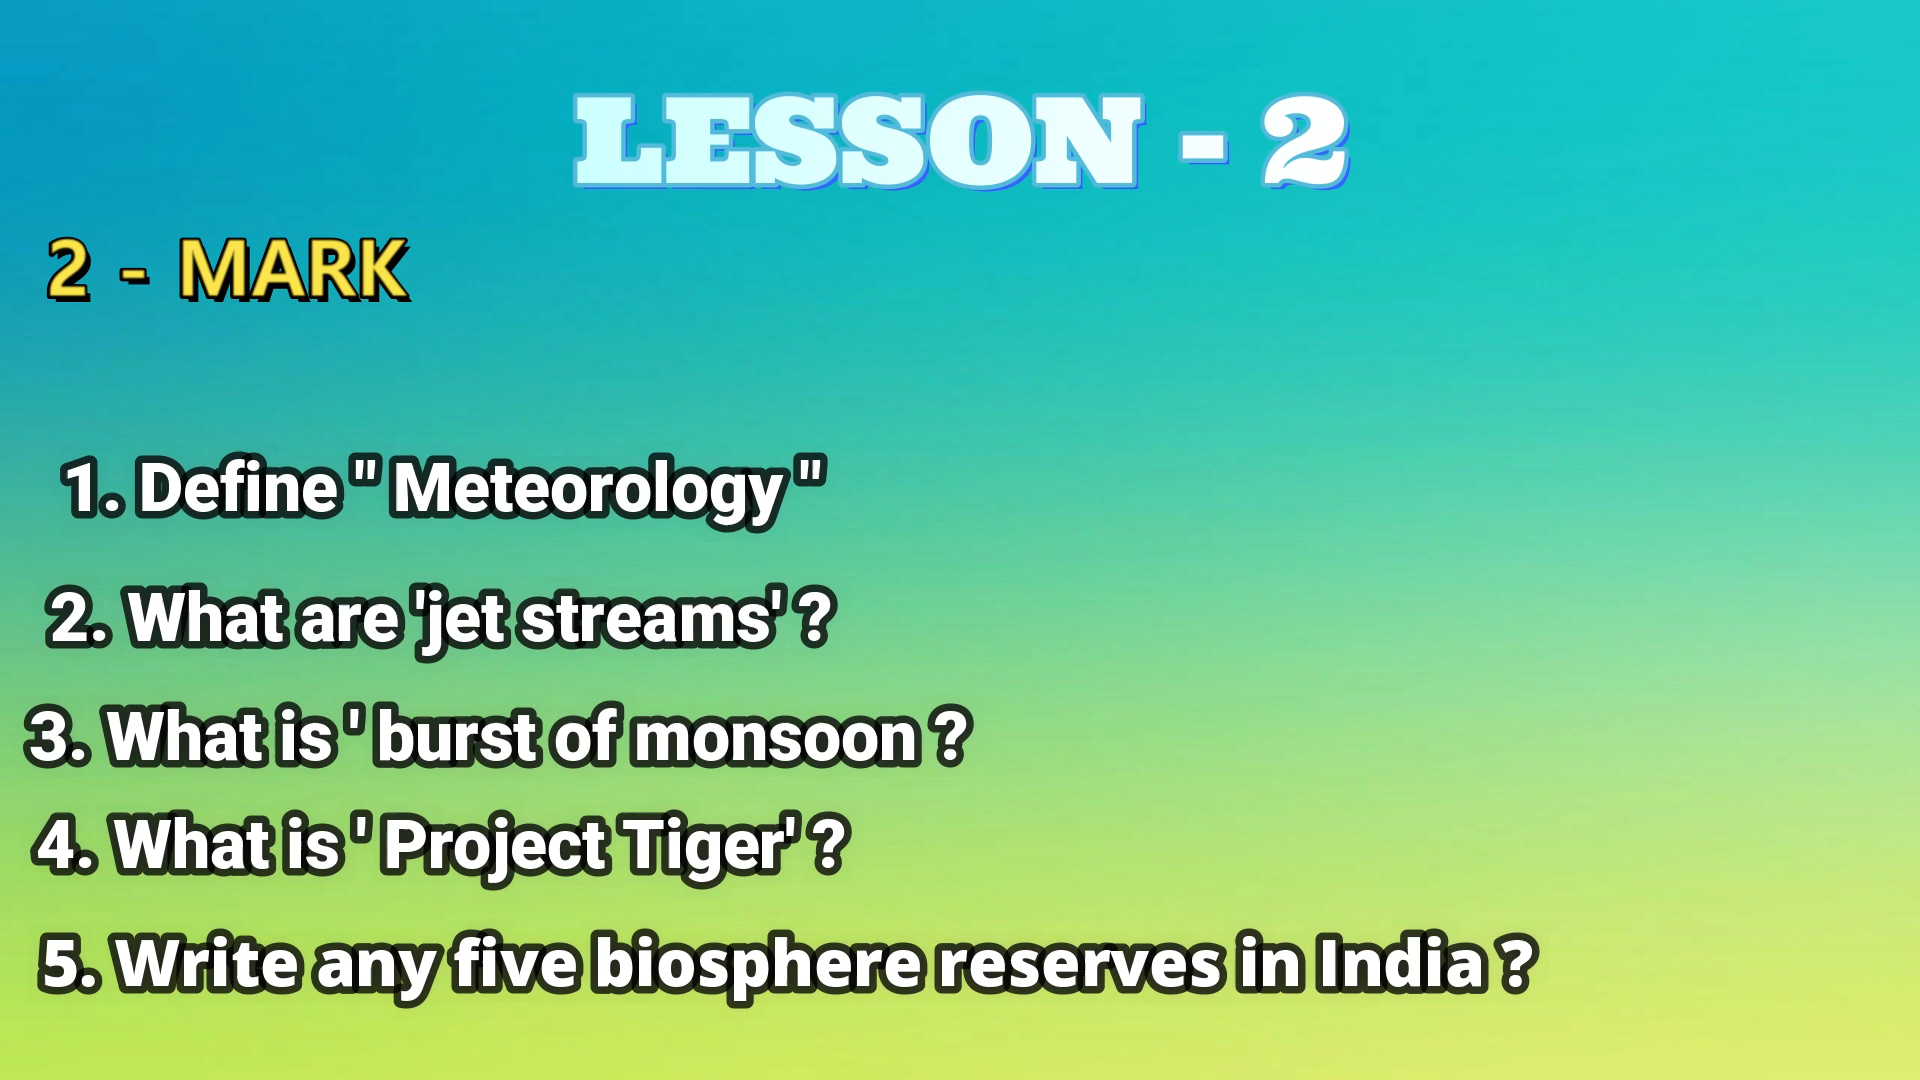 LESSON - 2
2 - MARK
1. Define " Meteorology "
2. What are 'jet streams' ?
3. What is ' burst of monsoon ?
4. What is ' Project Tiger' ?
5. Write any five biosphere reserves in India ?